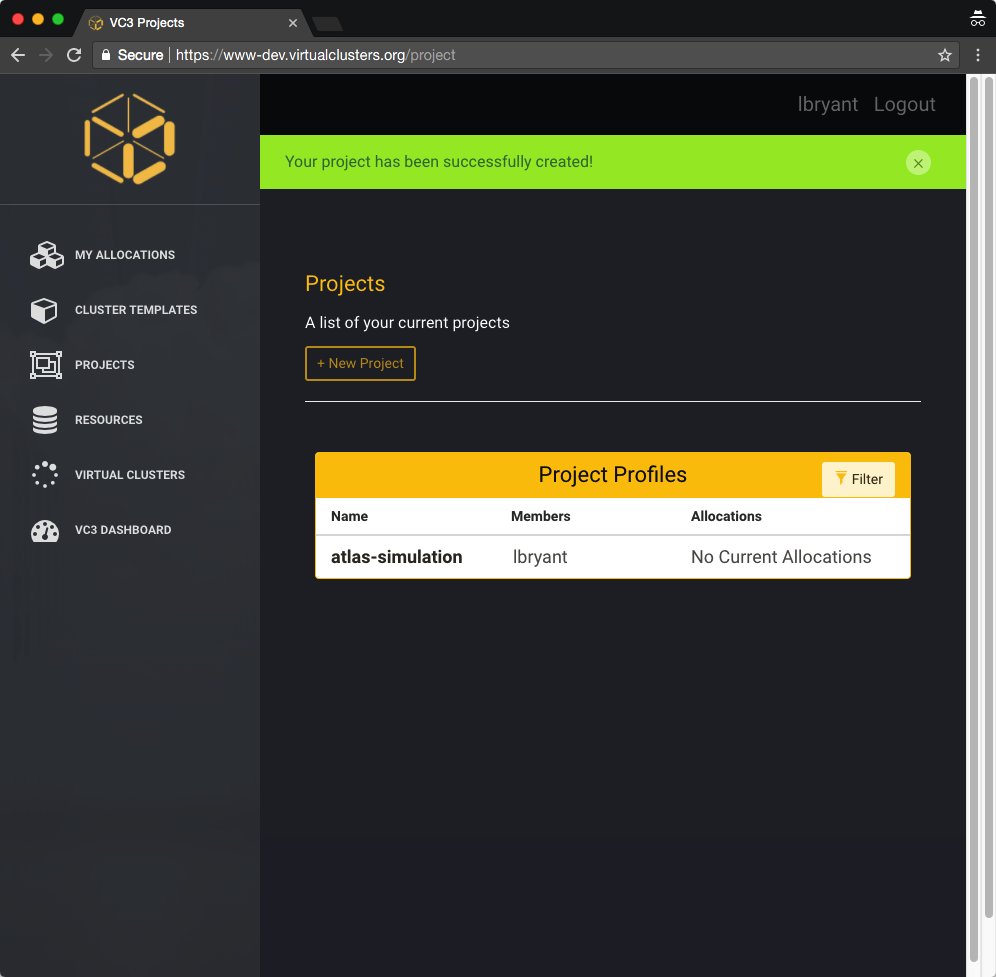 VC3 Projects
Secure https://www-dev.virtualclusters.org/project
lbryant Logout
Your project has been successfully created!
MY ALLOCATIONS
CLUSTER TEMPLATES
PROJECTS
RESOURCES
VIRTUAL CLUSTERS
VC3 DASHBOARD
Projects
A list of your current projects
+ New Project
Project Profiles
Filter
Name Members Allocations
atlas-simulation lbryant No Current Allocations